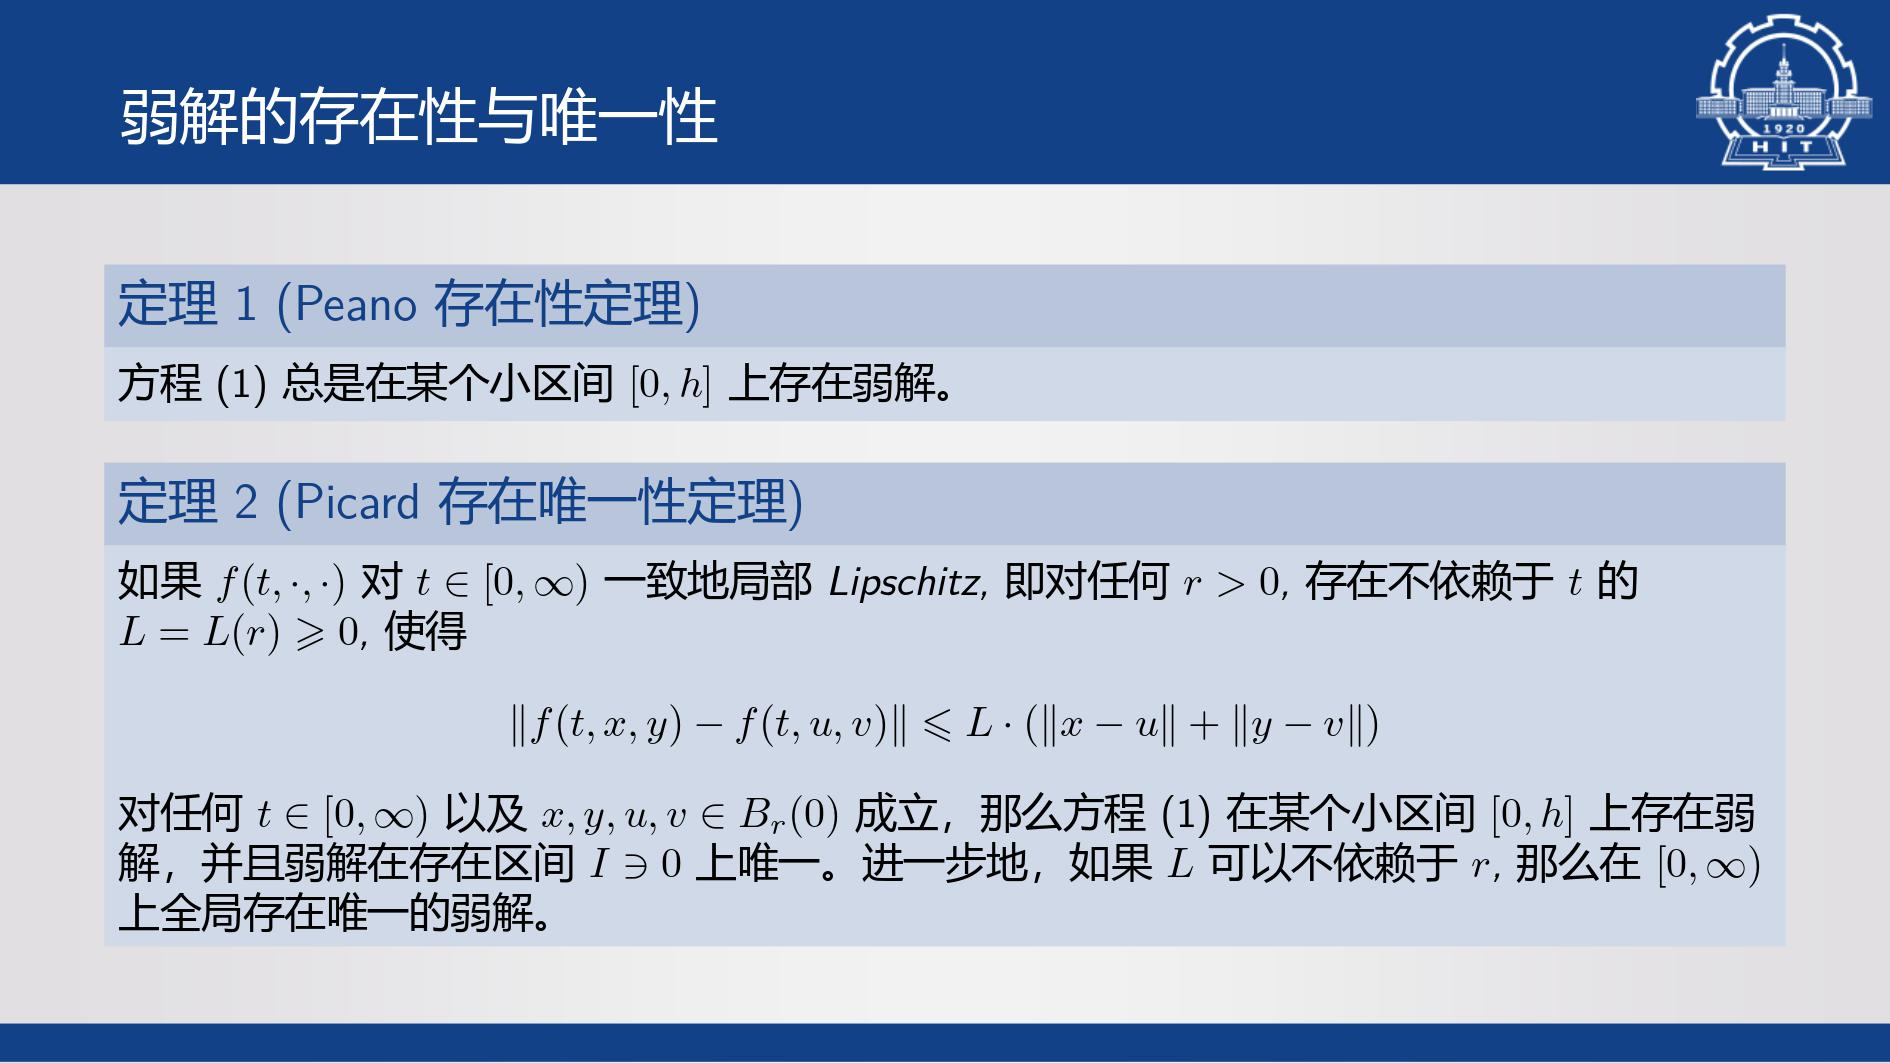 弱解的存在性与唯一性
1920
HIT
定理 1 (Peano 存在性定理)
方程 (1) 总是在某个小区间 [0, h] 上存在弱解。
定理 2 (Picard 存在唯一性定理)
如果 f(t, ·, ·) 对 t ∈ [0, ∞) 一致地局部 Lipschitz, 即对任何 r > 0, 存在不依赖于 t 的
L = L(r) ⩾ 0, 使得
‖f(t, x, y) − f(t, u, v)‖ ⩽ L · (‖x − u‖ + ‖y − v‖)
对任何 t ∈ [0, ∞) 以及 x, y, u, v ∈ Bᵣ(0) 成立，那么方程 (1) 在某个小区间 [0, h] 上存在弱
解，并且弱解在存在区间 I ∋ 0 上唯一。进一步地，如果 L 可以不依赖于 r, 那么在 [0, ∞)
上全局存在唯一的弱解。